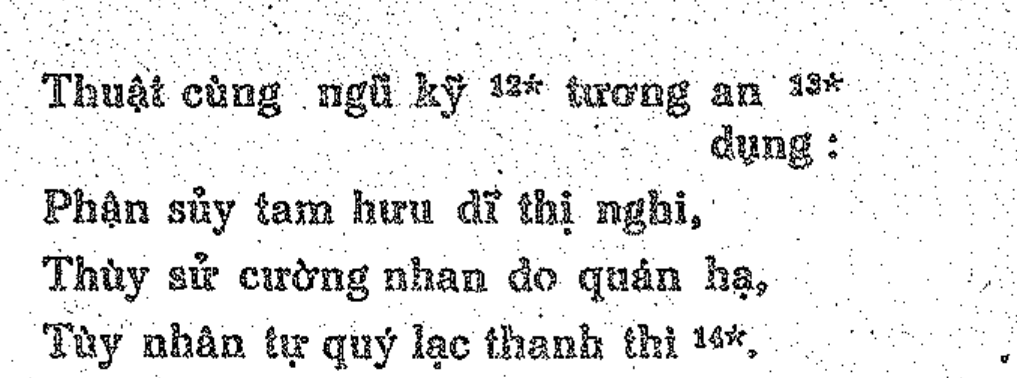 Thuật cùng ngũ kỹ 12* tương an 13*
dụng :
Phận sủy tam hưu dĩ thị nghi,
Thùy sử cường nhan do quán hạ,
Tùy nhân tự quý lạc thanh thi 14*.